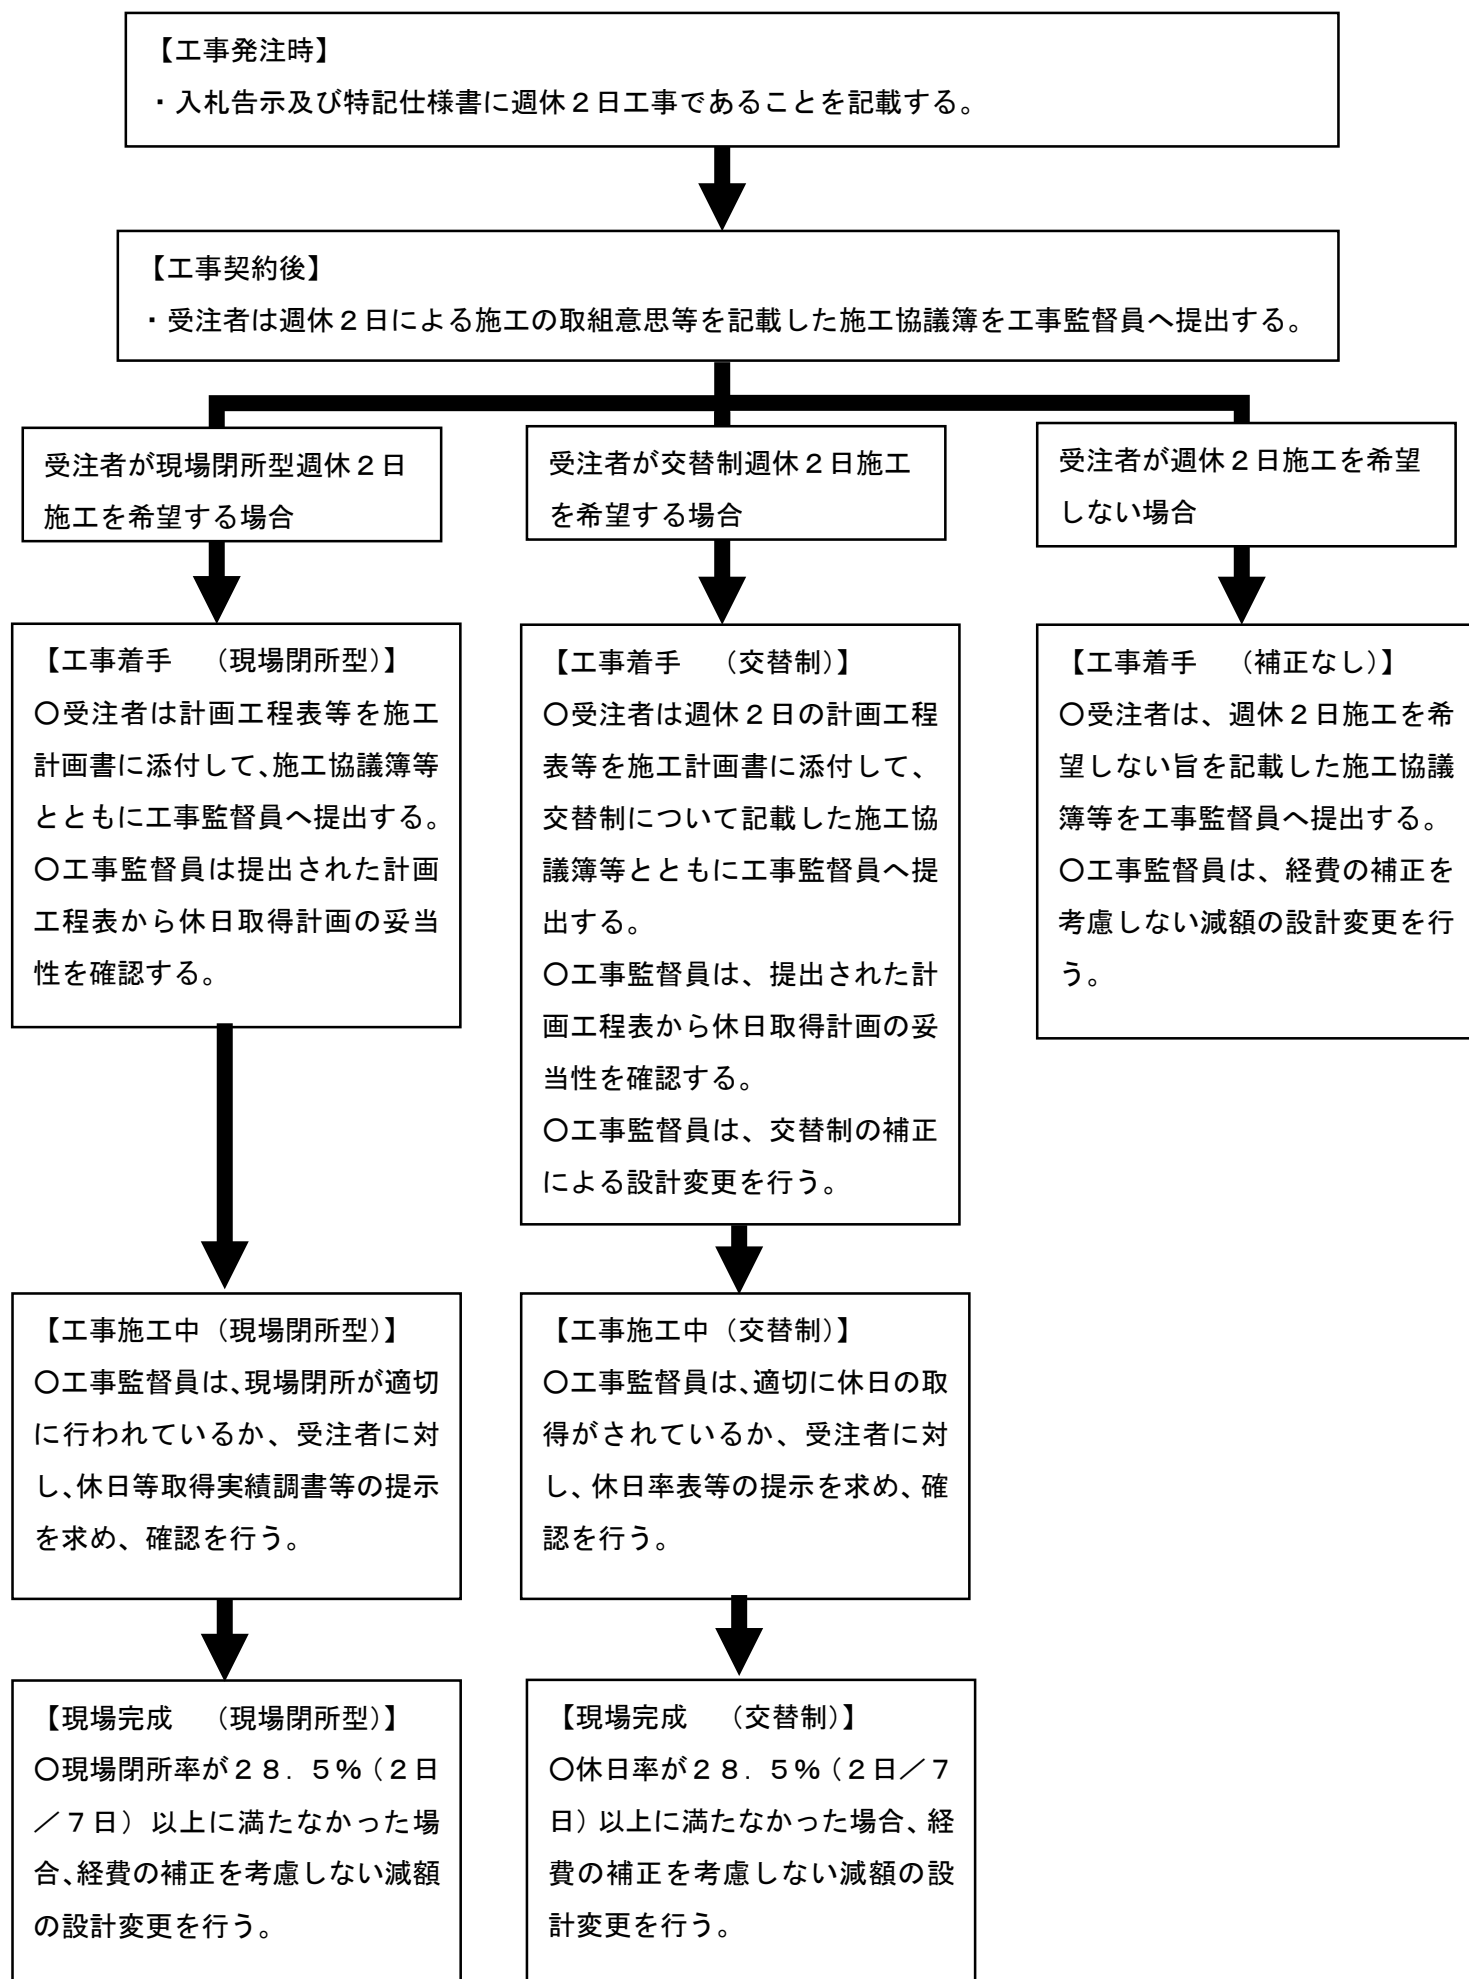 【工事発注時】
・入札告示及び特記仕様書に週休２日工事であることを記載する。
【工事契約後】
・受注者は週休２日による施工の取組意思等を記載した施工協議簿を工事監督員へ提出する。
受注者が現場閉所型週休２日
施工を希望する場合
受注者が交替制週休２日施工
を希望する場合
受注者が週休２日施工を希望
しない場合
【工事着手　（現場閉所型）】
〇受注者は計画工程表等を施工
計画書に添付して、施工協議簿等
とともに工事監督員へ提出する。
〇工事監督員は提出された計画
工程表から休日取得計画の妥当
性を確認する。
【工事着手　（交替制）】
〇受注者は週休２日の計画工程
表等を施工計画書に添付して、
交替制について記載した施工協
議簿等とともに工事監督員へ提
出する。
〇工事監督員は、提出された計
画工程表から休日取得計画の妥
当性を確認する。
〇工事監督員は、交替制の補正
による設計変更を行う。
【工事着手　（補正なし）】
〇受注者は、週休２日施工を希
望しない旨を記載した施工協議
簿等を工事監督員へ提出する。
〇工事監督員は、経費の補正を
考慮しない減額の設計変更を行
う。
【工事施工中（現場閉所型）】
〇工事監督員は、現場閉所が適切
に行われているか、受注者に対
し、休日等取得実績調書等の提示
を求め、確認を行う。
【工事施工中（交替制）】
〇工事監督員は、適切に休日の取
得がされているか、受注者に対
し、休日率表等の提示を求め、確
認を行う。
【現場完成　（現場閉所型）】
〇現場閉所率が２８．５％（２日
／７日）以上に満たなかった場
合、経費の補正を考慮しない減額
の設計変更を行う。
【現場完成　（交替制）】
〇休日率が２８．５％（２日／７
日）以上に満たなかった場合、経
費の補正を考慮しない減額の設
計変更を行う。